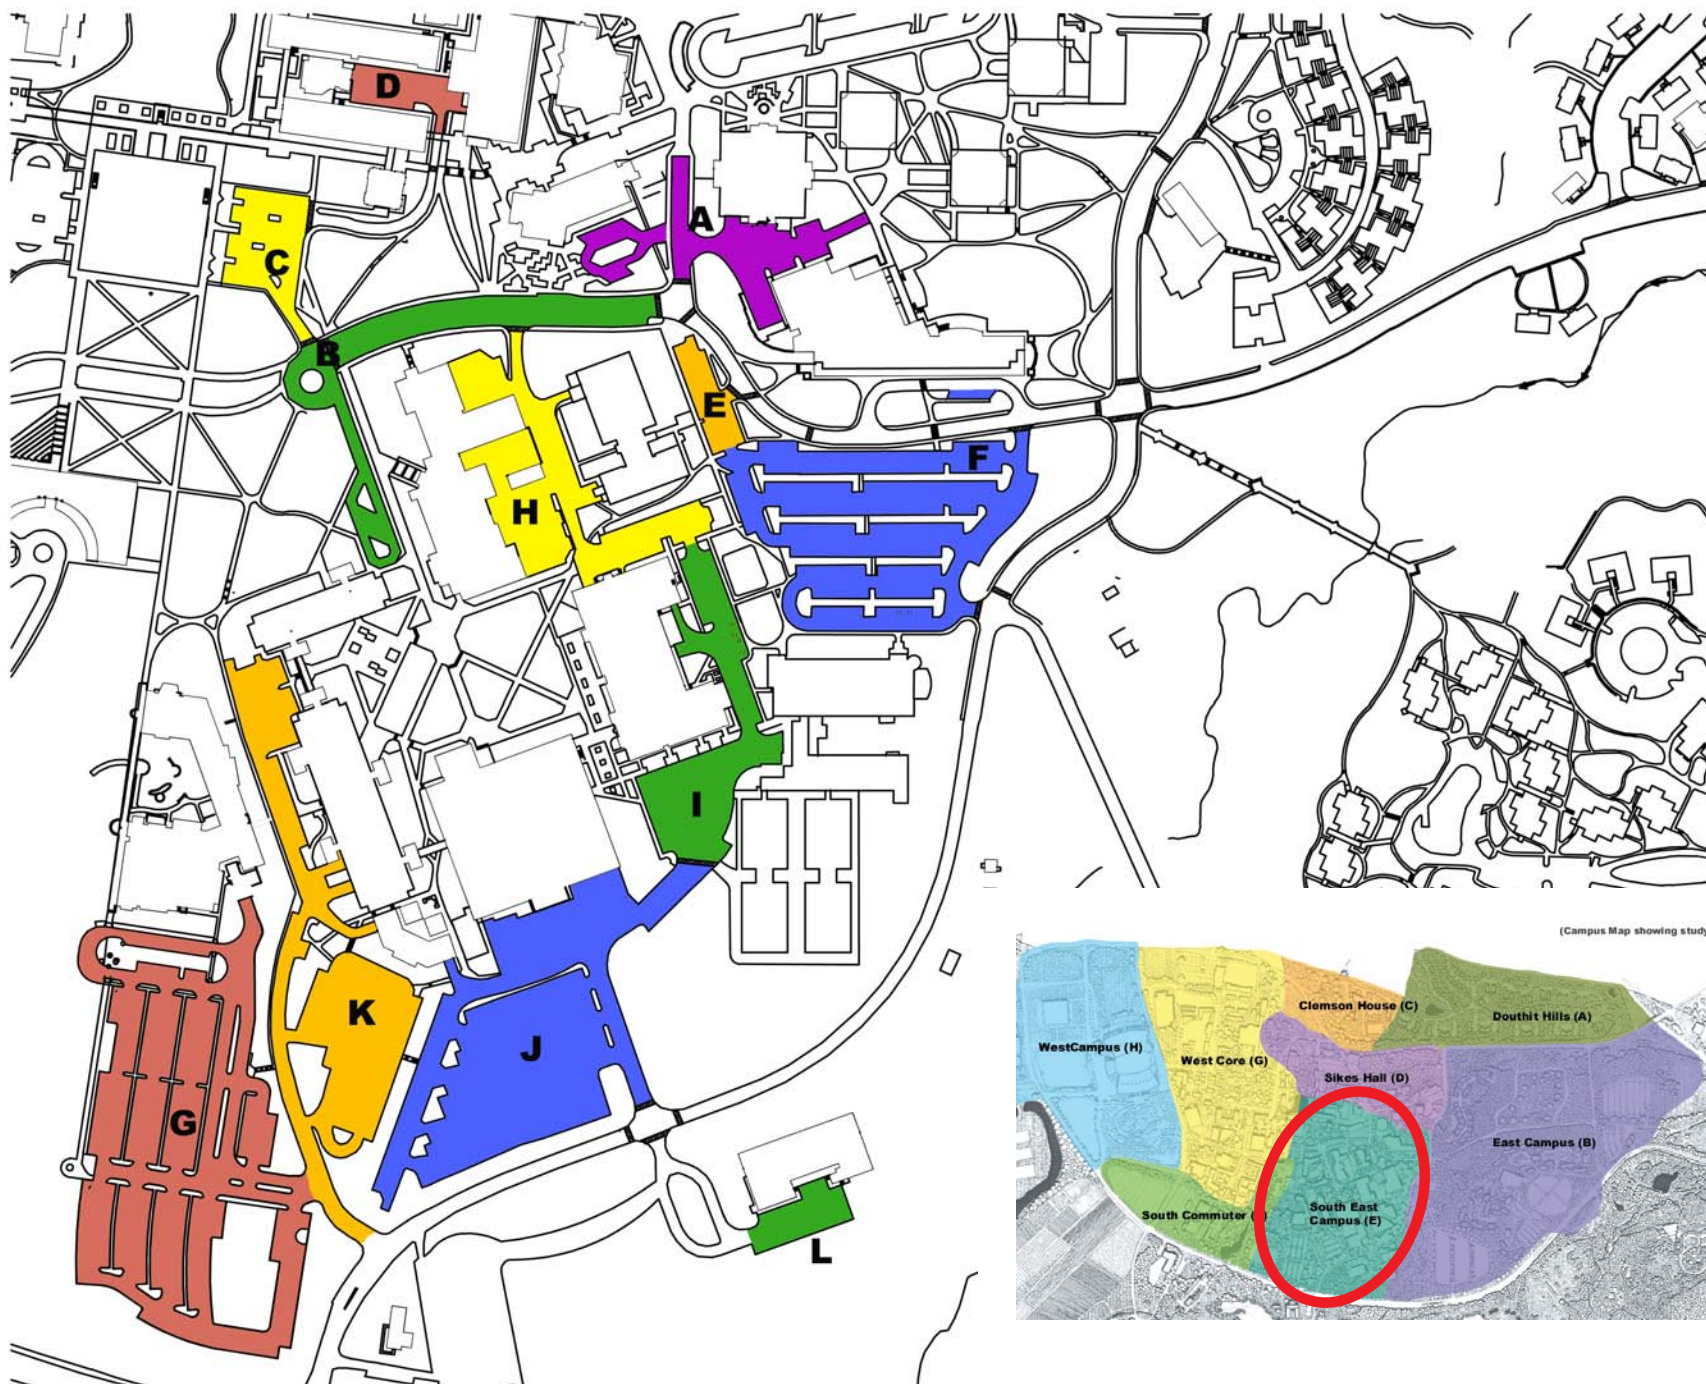 D
A
C
B
E
F
H
I
K
J
G
L
(Campus Map showing study
Clemson House (C)
Douthit Hills (A)
WestCampus (H)
West Core (G)
Sikes Hall (D)
East Campus (B)
South Commuter
South East
Campus (E)